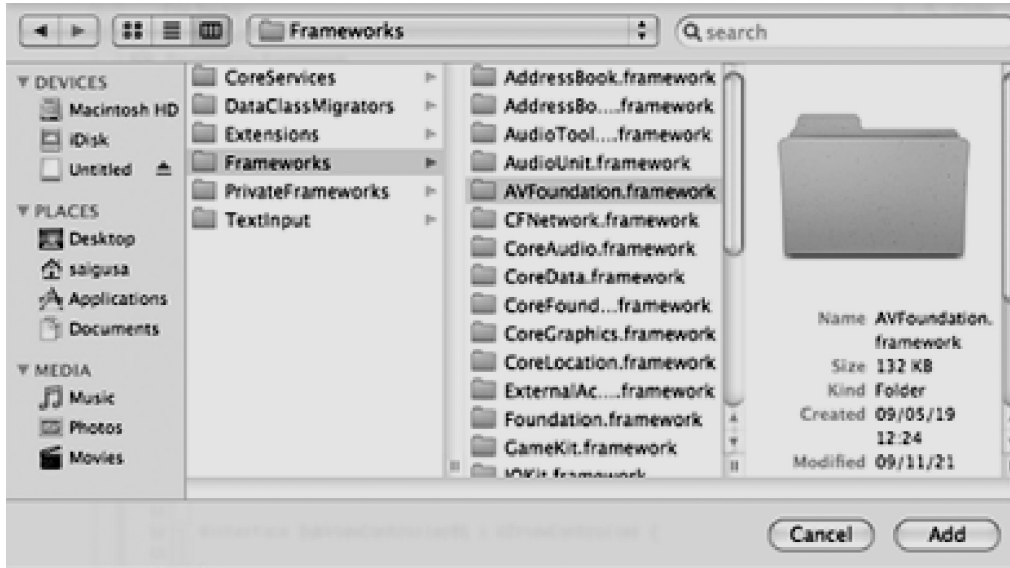 Frameworks
search
DEVICES
Macintosh HD
iDisk
Untitled
PLACES
Desktop
saigusa
Applications
Documents
MEDIA
Music
Photos
Movies
CoreServices
DataClassMigrators
Extensions
Frameworks
PrivateFrameworks
TextInput
AddressBook.framework
AddressBo....framework
AudioTool....framework
AudioUnit.framework
AVFoundation.framework
CFNetwork.framework
CoreAudio.framework
CoreData.framework
CoreFound...framework
CoreGraphics.framework
CoreLocation.framework
ExternalAc....framework
Foundation.framework
GameKit.framework
IOKit.framework
Name AVFoundation.
framework
Size 132 KB
Kind Folder
Created 09/05/19
12:24
Modified 09/11/21
Cancel
Add